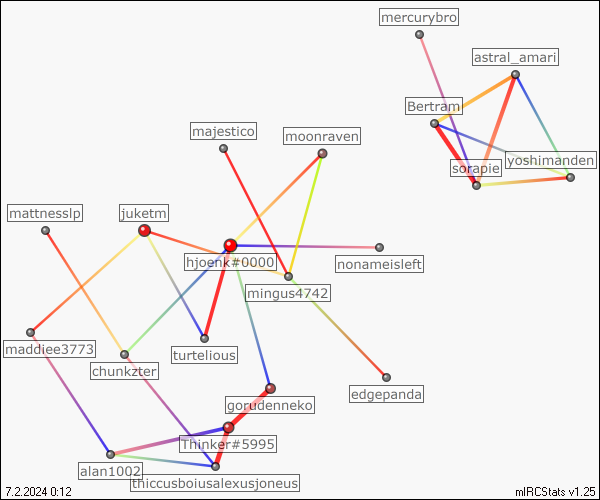 mercurybro
astral_amari
Bertram
majestico
moonraven
yoshimanden
sorapie
mattnesslp
juketm
hjoenk#0000
nonameisleft
mingus4742
maddiee3773
turtelious
chunkzter
edgepanda
gorudenneko
Thinker#5995
alan1002
thiccusboiusalexusjoneus
7.2.2024 0:12
mIRCStats v1.25